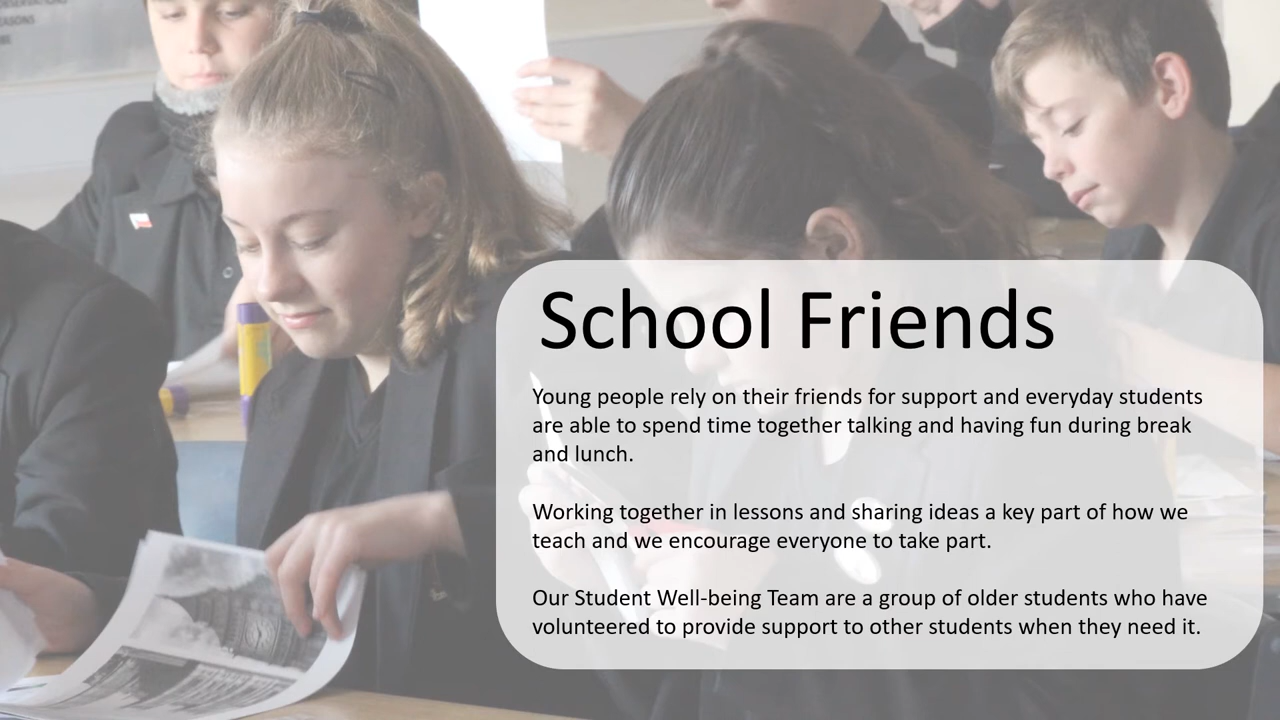 OBSERVATIONS
REASONS
School Friends
Young people rely on their friends for support and everyday students
are able to spend time together talking and having fun during break
and lunch.
Working together in lessons and sharing ideas a key part of how we
teach and we encourage everyone to take part.
Our Student Well-being Team are a group of older students who have
volunteered to provide support to other students when they need it.